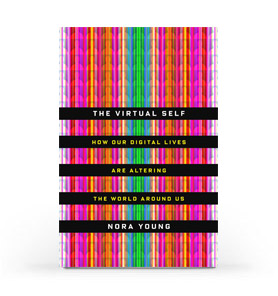 THE VIRTUAL SELF
HOW OUR DIGITAL LIVES
ARE ALTERING
THE WORLD AROUND US
NORA YOUNG